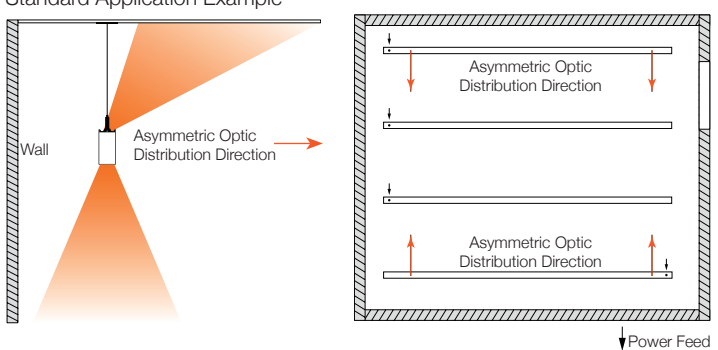 Standard Application Example
Wall
Asymmetric Optic
Distribution Direction
Asymmetric Optic
Distribution Direction
Asymmetric Optic
Distribution Direction
Power Feed